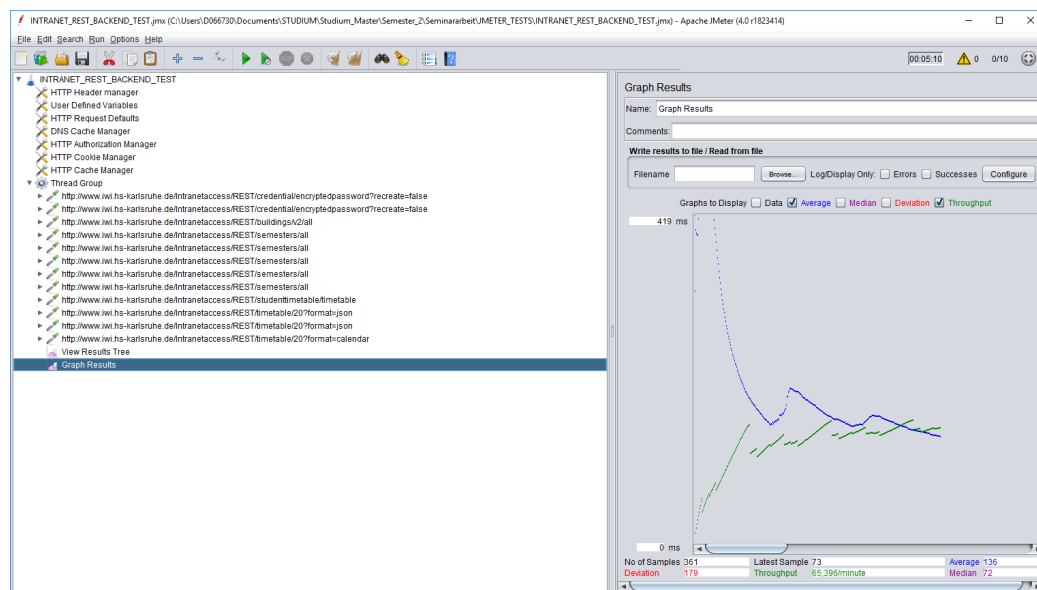 INTRANET_REST_BACKEND_TEST.jmx (C:\Users\D066730\Documents\STUDIUM\Studium_Master\Semester_2\Seminararbeit\JMETER_TESTS\INTRANET_REST_BACKEND_TEST.jmx) - Apache JMeter (4.0 r1823414)
File Edit Search Run Options Help
00:05:10 0 0/10
INTRANET_REST_BACKEND_TEST
HTTP Header manager
User Defined Variables
HTTP Request Defaults
DNS Cache Manager
HTTP Authorization Manager
HTTP Cookie Manager
HTTP Cache Manager
Thread Group
http://www.iwi.hs-karlsruhe.de/Intranetaccess/REST/credential/encryptedpassword?recreate=false
http://www.iwi.hs-karlsruhe.de/Intranetaccess/REST/credential/encryptedpassword?recreate=false
http://www.iwi.hs-karlsruhe.de/Intranetaccess/REST/buildings/v2/all
http://www.iwi.hs-karlsruhe.de/Intranetaccess/REST/semesters/all
http://www.iwi.hs-karlsruhe.de/Intranetaccess/REST/semesters/all
http://www.iwi.hs-karlsruhe.de/Intranetaccess/REST/semesters/all
http://www.iwi.hs-karlsruhe.de/Intranetaccess/REST/semesters/all
http://www.iwi.hs-karlsruhe.de/Intranetaccess/REST/semesters/all
http://www.iwi.hs-karlsruhe.de/Intranetaccess/REST/studenttimetable/timetable
http://www.iwi.hs-karlsruhe.de/Intranetaccess/REST/timetable/20?format=json
http://www.iwi.hs-karlsruhe.de/Intranetaccess/REST/timetable/20?format=json
http://www.iwi.hs-karlsruhe.de/Intranetaccess/REST/timetable/20?format=calendar
View Results Tree
Graph Results
Graph Results
Name: Graph Results
Comments:
Write results to file / Read from file
Filename Browse... Log/Display Only: Errors Successes Configure
Graphs to Display Data Average Median Deviation Throughput
419 ms
0 ms
No of Samples 361 Latest Sample 73 Average 136
Deviation 179 Throughput 65,396/minute Median 72